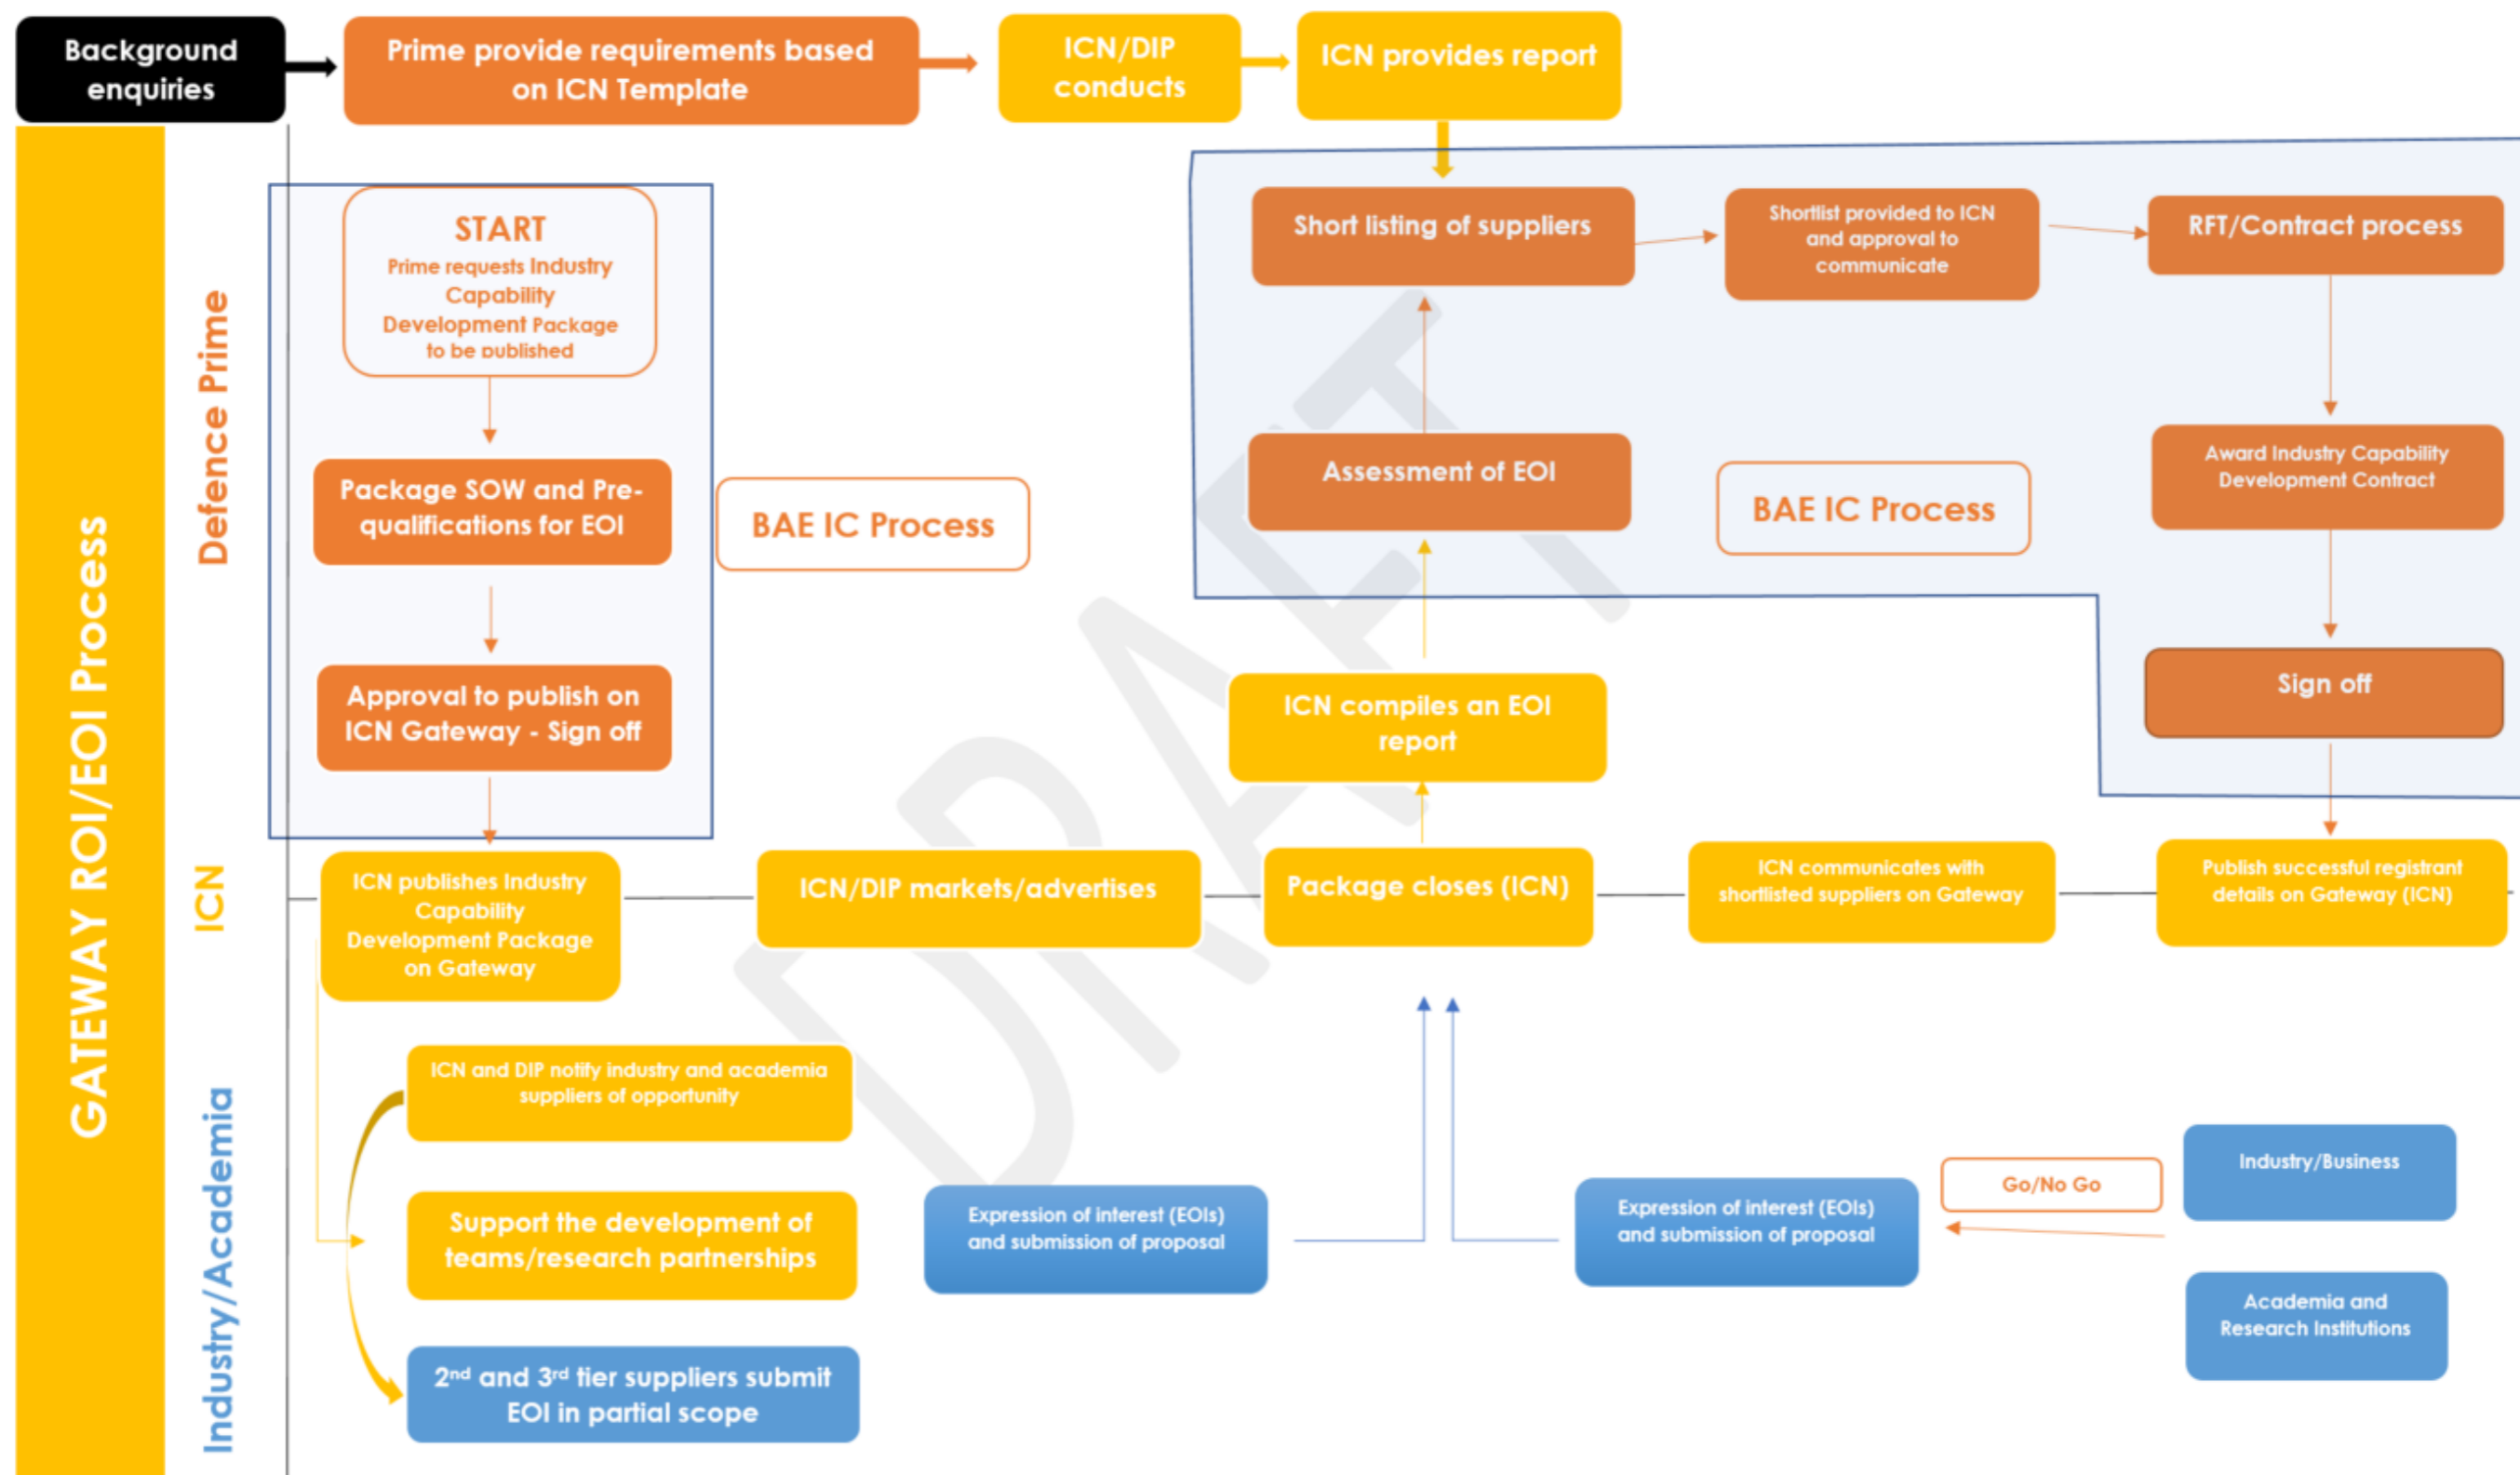 Background
enquiries
Prime provide requirements based
on ICN Template
ICN/DIP
conducts
ICN provides report
GATEWAY ROI/EOI Process
Defence Prime
START
Prime requests Industry
Capability
Development Package
to be published
Package SOW and Pre-
qualifications for EOI
Approval to publish on
ICN Gateway - Sign off
BAE IC Process
Short listing of suppliers
Shortlist provided to ICN
and approval to
communicate
RFT/Contract process
Assessment of EOI
BAE IC Process
Award Industry Capability
Development Contract
Sign off
ICN compiles an EOI
report
ICN
ICN publishes Industry
Capability
Development Package
on Gateway
ICN/DIP markets/advertises
Package closes (ICN)
ICN communicates with
shortlisted suppliers on Gateway
Publish successful registrant
details on Gateway (ICN)
Industry/Academia
ICN and DIP notify industry and academia
suppliers of opportunity
Support the development of
teams/research partnerships
2nd and 3rd tier suppliers submit
EOI in partial scope
Expression of interest (EOIs)
and submission of proposal
Expression of interest (EOIs)
and submission of proposal
Go/No Go
Industry/Business
Academia and
Research Institutions
DRAFT